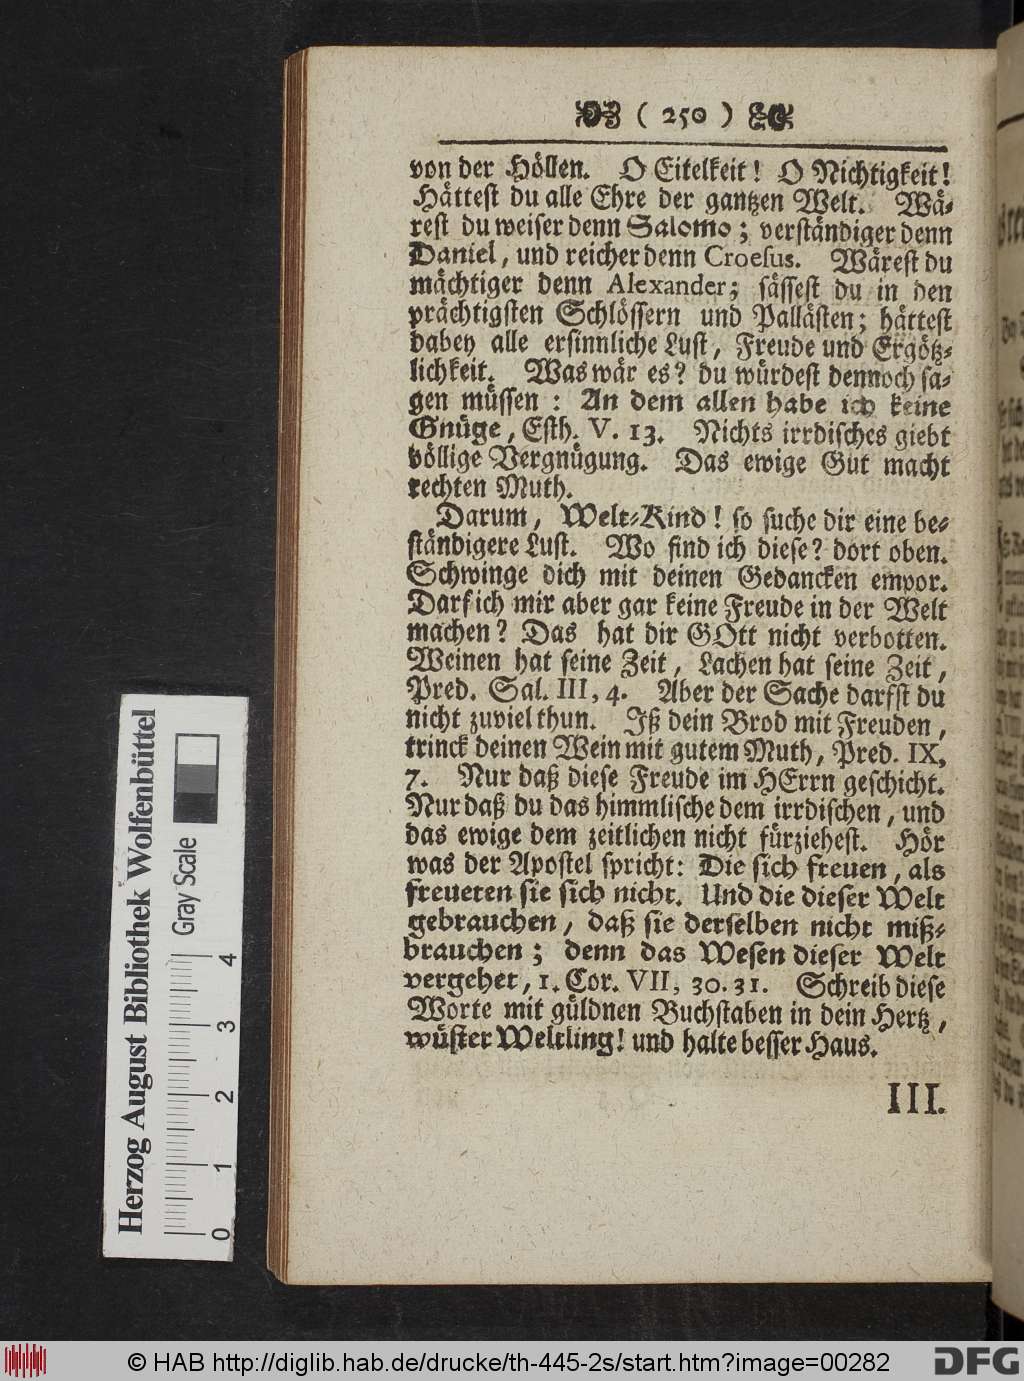 ( 250 )
von der Höllen. O Eitelkeit! O Nichtigkeit!
Hättest du alle Ehre der gantzen Welt. Wä-
rest du weiser denn Salomo; verständiger denn
Daniel, und reicher denn Croesus. Wärest du
mächtiger denn Alexander; sässest du in den
prächtigsten Schlössern und Pallästen; hättest
dabey alle ersinnliche Lust, Freude und Ergötz-
lichkeit. Was wär es? du würdest dennoch sa-
gen müssen: An dem allen habe ich keine
Gnüge, Esth. V. 13. Nichts irrdisches giebt
völlige Vergnügung. Das ewige Gut macht
rechten Muth.
Darum, Welt-Kind! so suche dir eine be-
ständigere Lust. Wo find ich diese? dort oben.
Schwinge dich mit deinen Gedancken empor.
Darf ich mir aber gar keine Freude in der Welt
machen? Das hat dir GOtt nicht verbotten.
Weinen hat seine Zeit, Lachen hat seine Zeit,
Pred. Sal. III, 4. Aber der Sache darfst du
nicht zuviel thun. Iß dein Brod mit Freuden,
trinck deinen Wein mit gutem Muth, Pred. IX,
7. Nur daß diese Freude im HErrn geschicht.
Nur daß du das himmlische dem irrdischen, und
das ewige dem zeitlichen nicht fürziehest. Hör
was der Apostel spricht: Die sich freuen, als
freueten sie sich nicht. Und die dieser Welt
gebrauchen, daß sie derselben nicht miß-
brauchen; denn das Wesen dieser Welt
vergehet, 1. Cor. VII, 30. 31. Schreib diese
Worte mit güldnen Buchstaben in dein Hertz,
wüster Weltling! und halte besser Haus.
III.
Herzog August Bibliothek Wolfenbüttel
Gray Scale
0 1 2 3 4
© HAB http://diglib.hab.de/drucke/th-445-2s/start.htm?image=00282
DFG